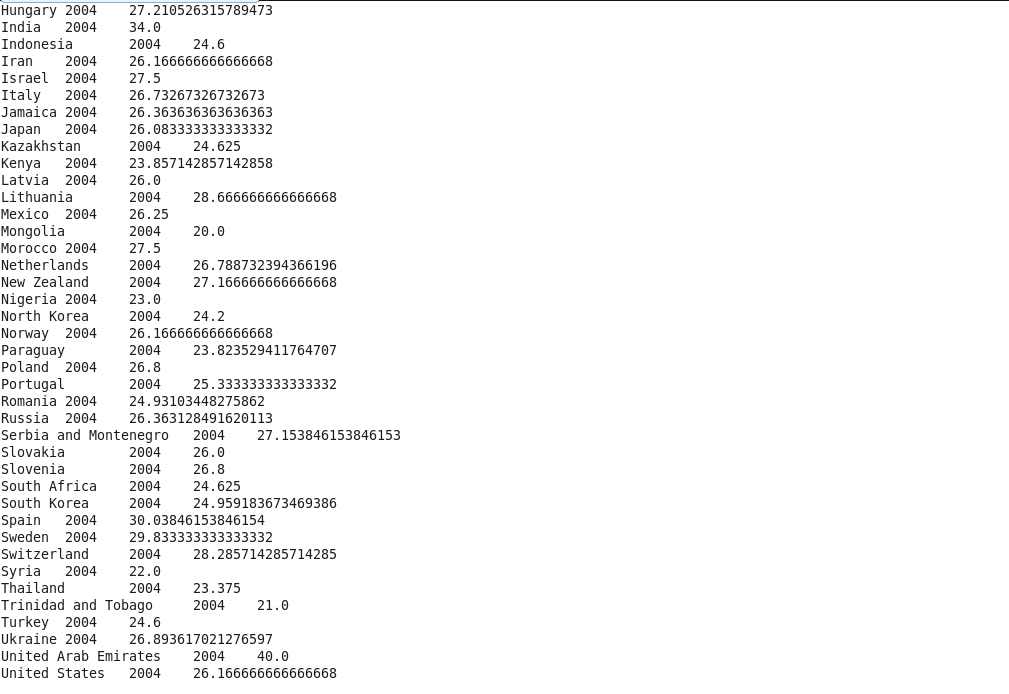 Hungary	2004	27.210526315789473
India	2004	34.0
Indonesia	2004	24.6
Iran	2004	26.166666666666668
Israel	2004	27.5
Italy	2004	26.73267326732673
Jamaica	2004	26.363636363636363
Japan	2004	26.083333333333332
Kazakhstan	2004	24.625
Kenya	2004	23.857142857142858
Latvia	2004	26.0
Lithuania	2004	28.666666666666668
Mexico	2004	26.25
Mongolia	2004	20.0
Morocco	2004	27.5
Netherlands	2004	26.788732394366196
New Zealand	2004	27.166666666666668
Nigeria	2004	23.0
North Korea	2004	24.2
Norway	2004	26.166666666666668
Paraguay	2004	23.823529411764707
Poland	2004	26.8
Portugal	2004	25.333333333333332
Romania	2004	24.93103448275862
Russia	2004	26.363128491620113
Serbia and Montenegro	2004	27.153846153846153
Slovakia	2004	26.0
Slovenia	2004	26.8
South Africa	2004	24.625
South Korea	2004	24.959183673469386
Spain	2004	30.03846153846154
Sweden	2004	29.833333333333332
Switzerland	2004	28.285714285714285
Syria	2004	22.0
Thailand	2004	23.375
Trinidad and Tobago	2004	21.0
Turkey	2004	24.6
Ukraine	2004	26.893617021276597
United Arab Emirates	2004	40.0
United States	2004	26.166666666666668